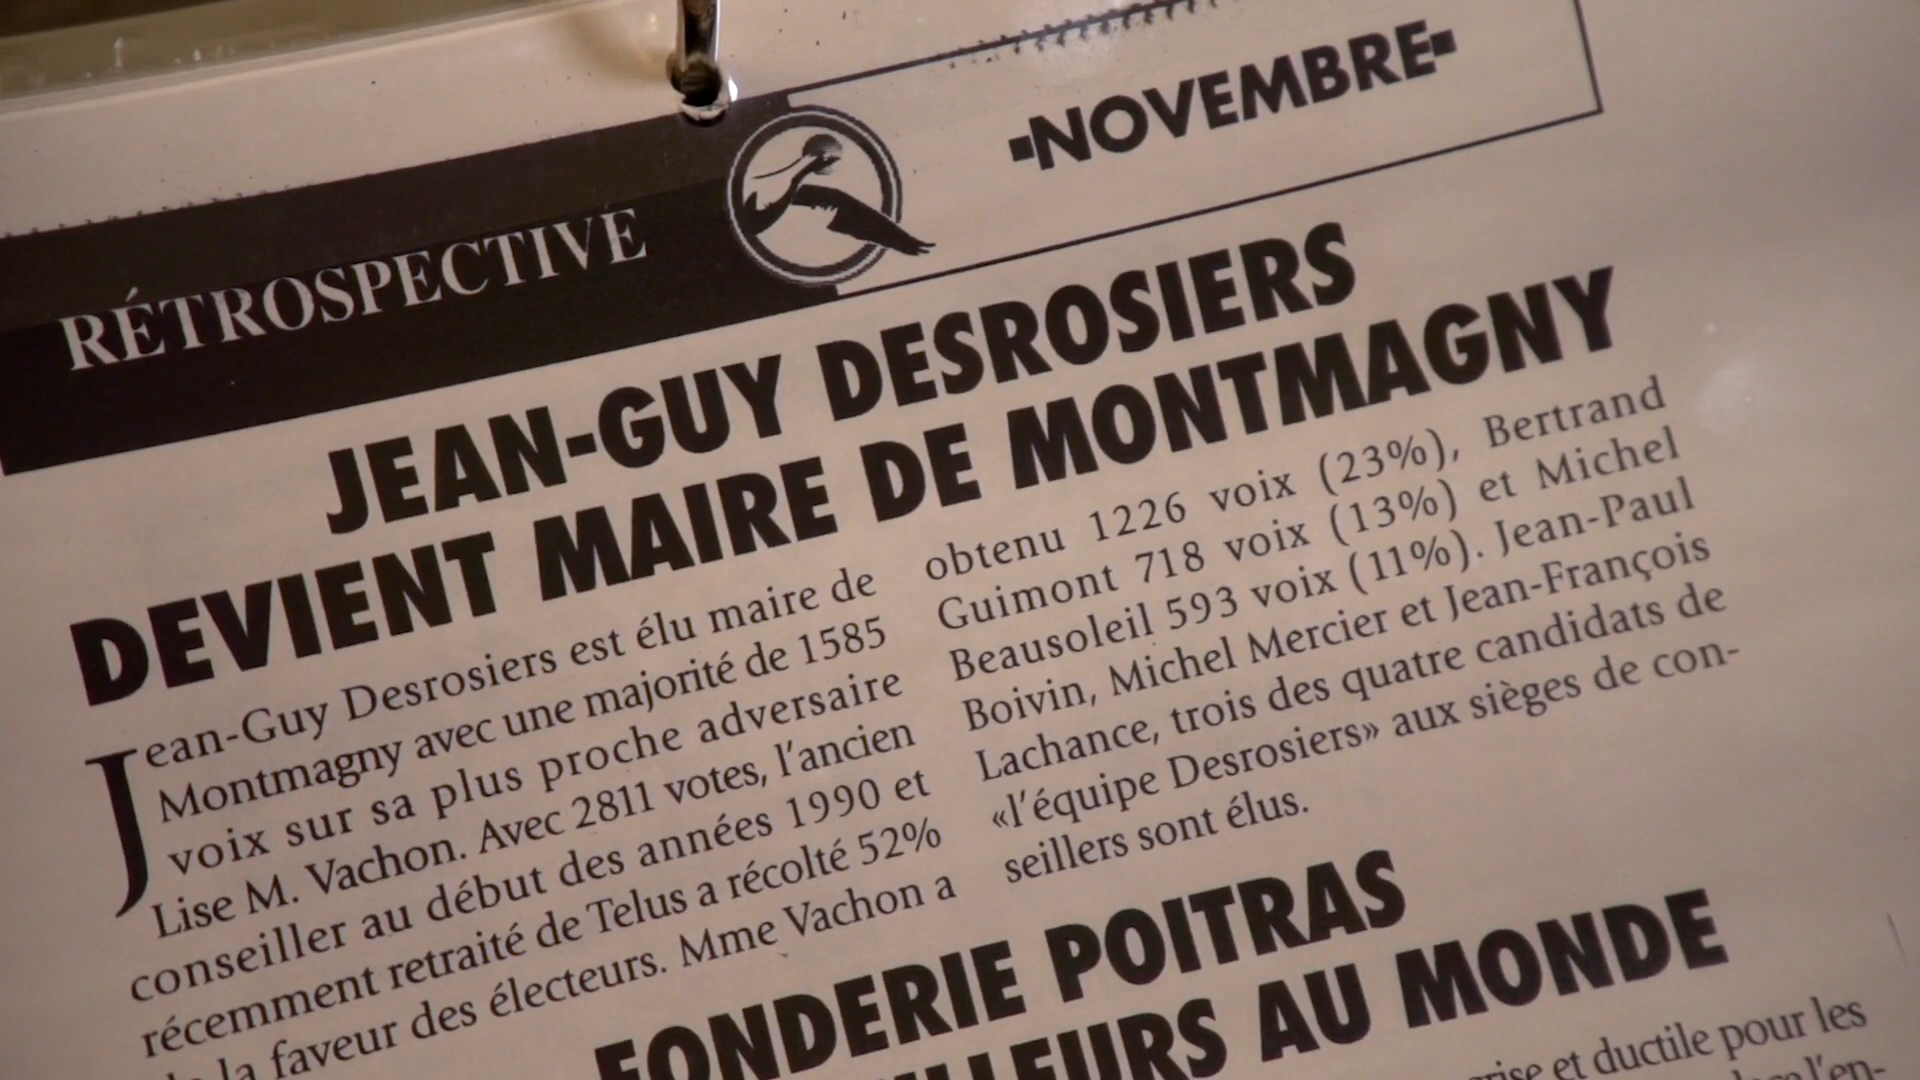 RÉTROSPECTIVE
NOVEMBRE
JEAN-GUY DESROSIERS
DEVIENT MAIRE DE MONTMAGNY
Jean-Guy Desrosiers est élu maire de
Montmagny avec une majorité de 1585
voix sur sa plus proche adversaire
Lise M. Vachon. Avec 2811 votes, l'ancien
conseiller au début des années 1990 et
récemment retraité de Telus a récolté 52%
de la faveur des électeurs. Mme Vachon a
obtenu 1226 voix (23%), Bertrand
Guimont 718 voix (13%) et Michel
Beausoleil 593 voix (11%). Jean-Paul
Boivin, Michel Mercier et Jean-François
Lachance, trois des quatre candidats de
«l'équipe Desrosiers» aux sièges de con-
seillers sont élus.
FONDERIE POITRAS
AU MONDE
et ductile pour les